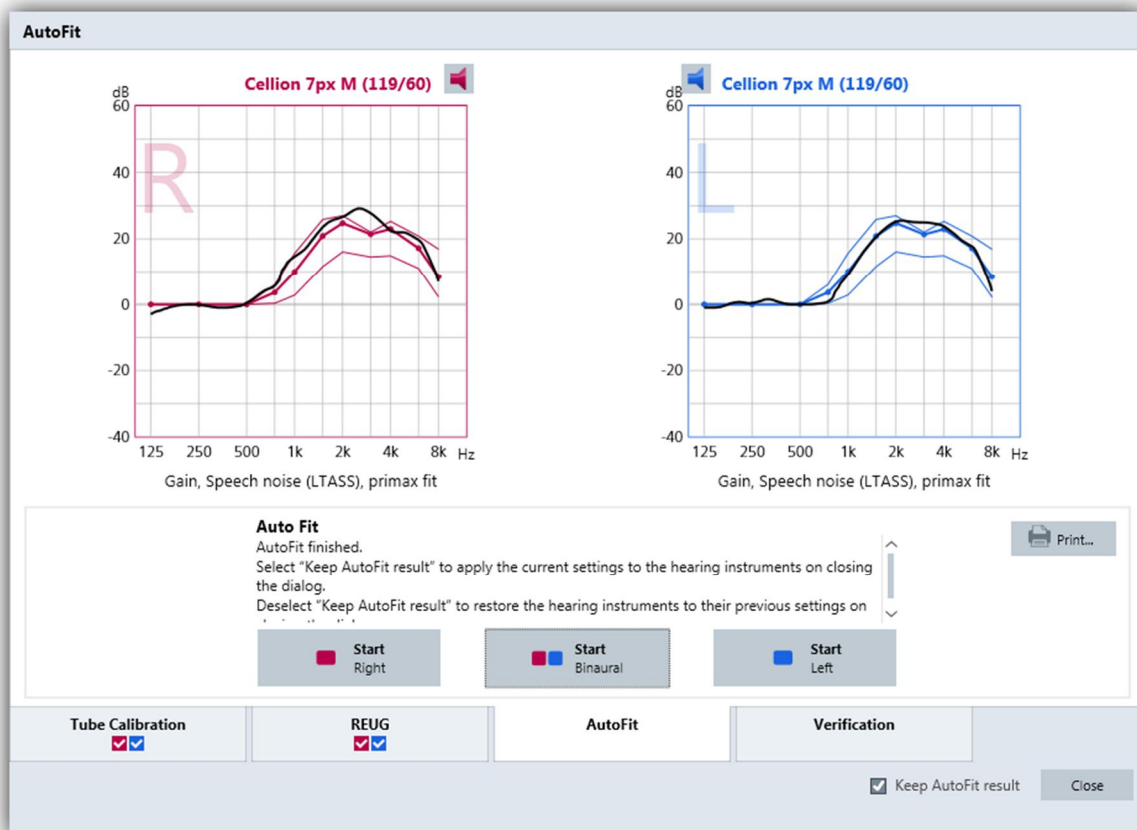 AutoFit
Cellion 7px M (119/60)
dB
60
40
20
0
-20
-40
R
125 250 500 1k 2k 4k 8k Hz
Gain, Speech noise (LTASS), primax fit
Cellion 7px M (119/60)
dB
60
40
20
0
-20
-40
L
125 250 500 1k 2k 4k 8k Hz
Gain, Speech noise (LTASS), primax fit
Auto Fit
AutoFit finished.
Select “Keep AutoFit result” to apply the current settings to the hearing instruments on closing
the dialog.
Deselect “Keep AutoFit result” to restore the hearing instruments to their previous settings on
Print...
Start
Right
Start
Binaural
Start
Left
Tube Calibration
REUG
AutoFit
Verification
Keep AutoFit result
Close